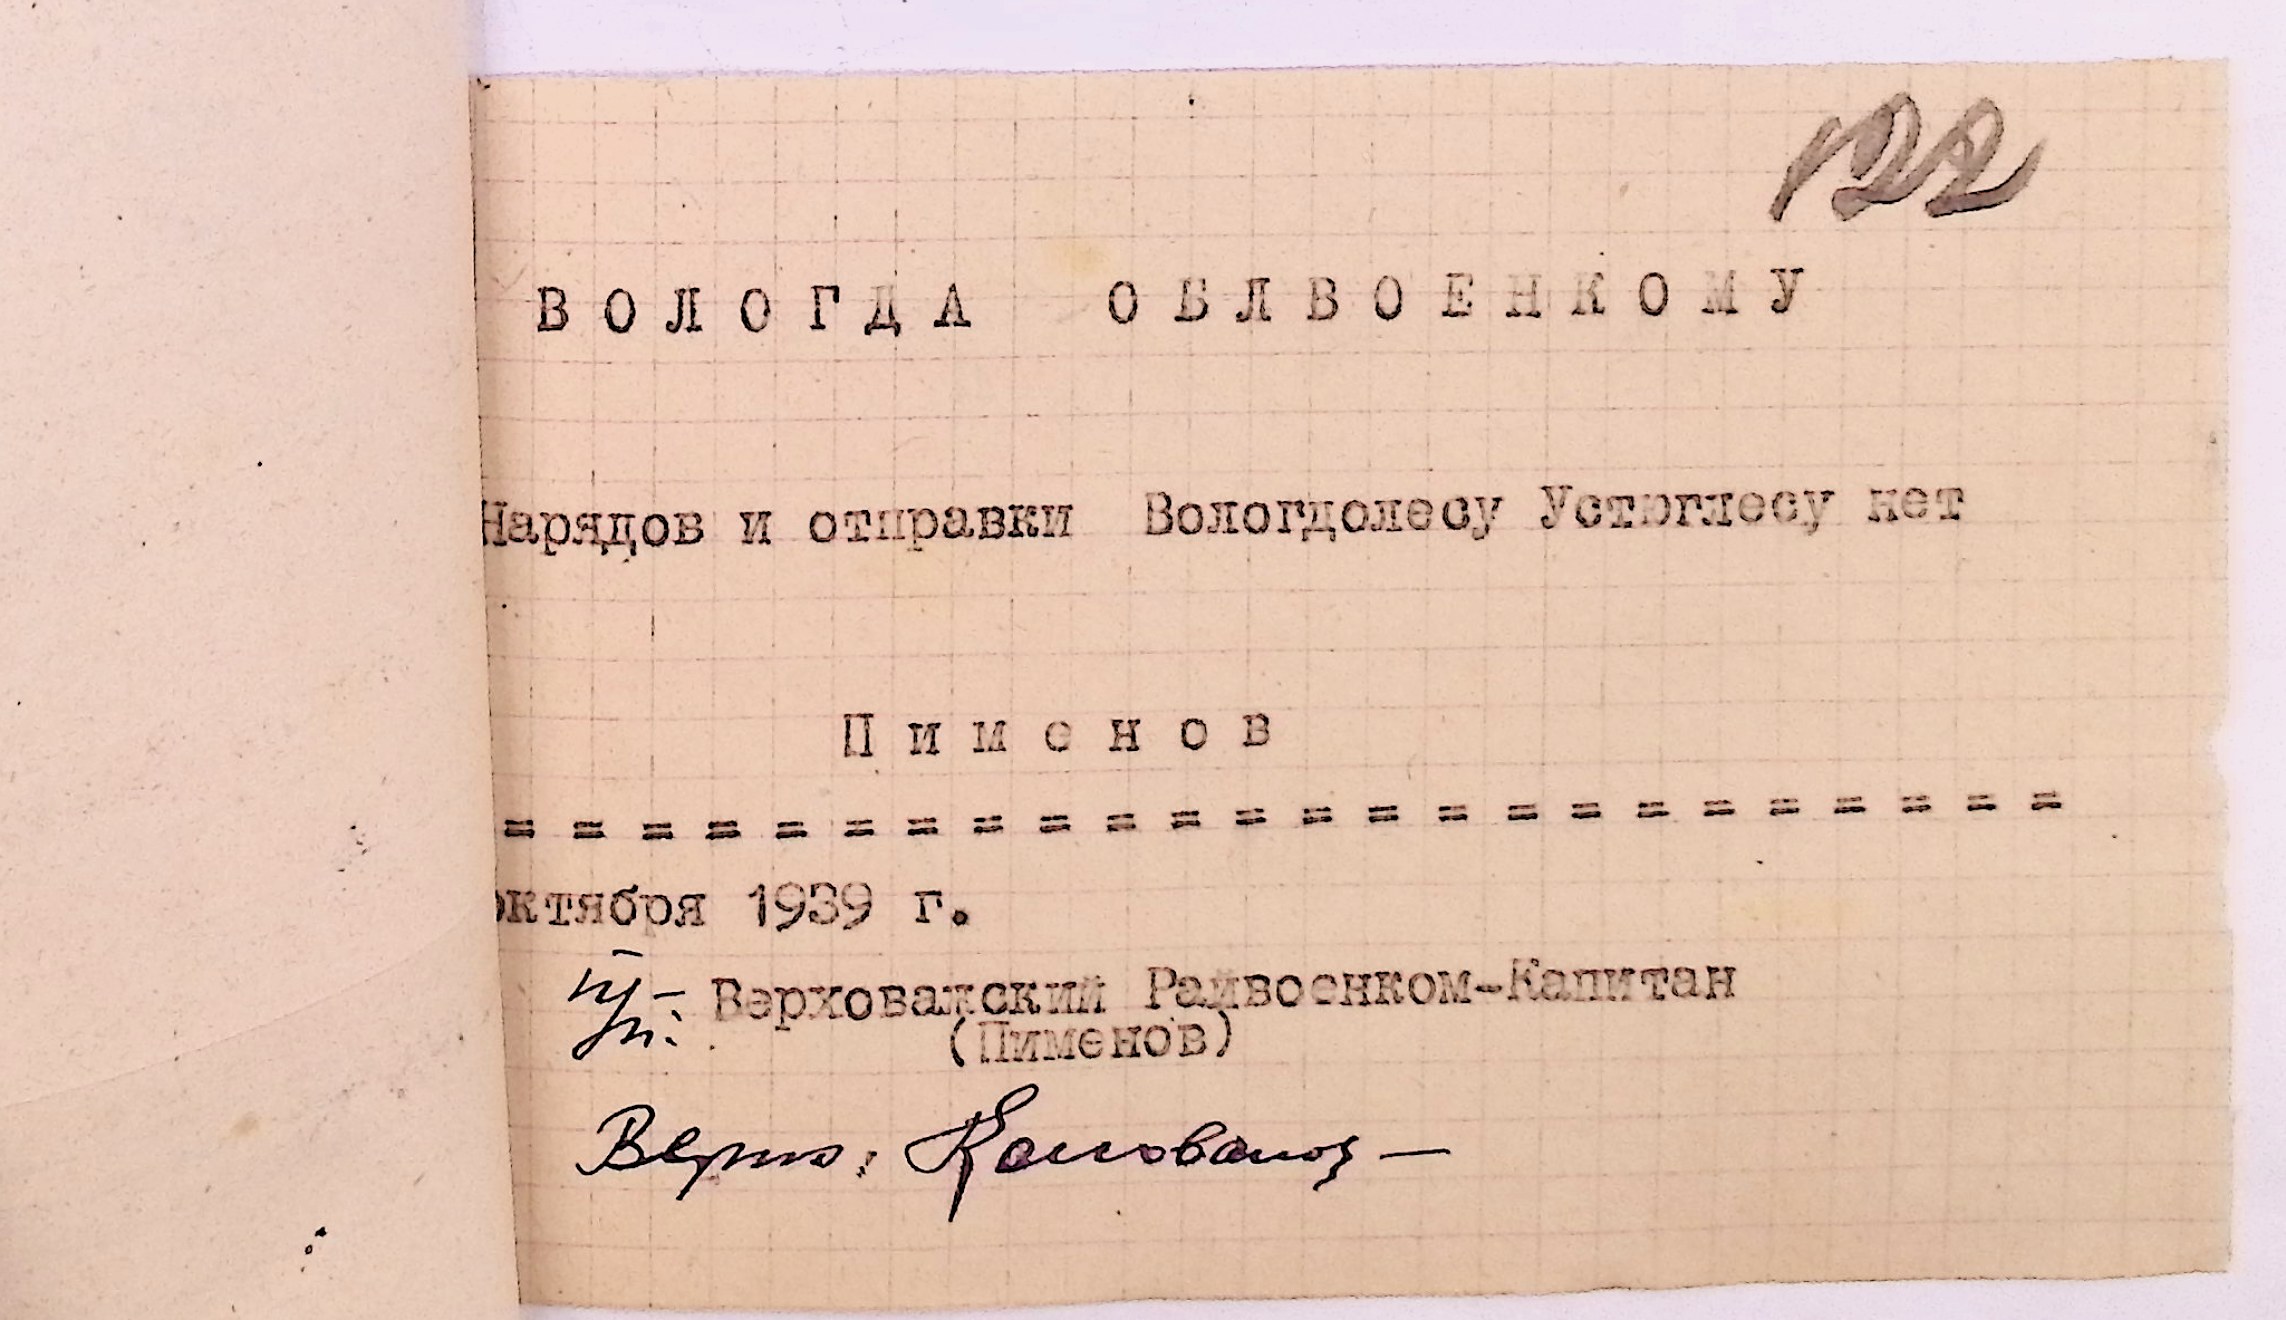 122
ВОЛОГДА ОБЛВОЕНКОМУ
Нарядов и отправки Вологдолесу Устюглесу нет
Пименов
= = = = = = = = = = = = = = = = = = = = = = = =
октября 1939 г.
Верховажский Райвоенком-Капитан
(Пименов)
Верно: